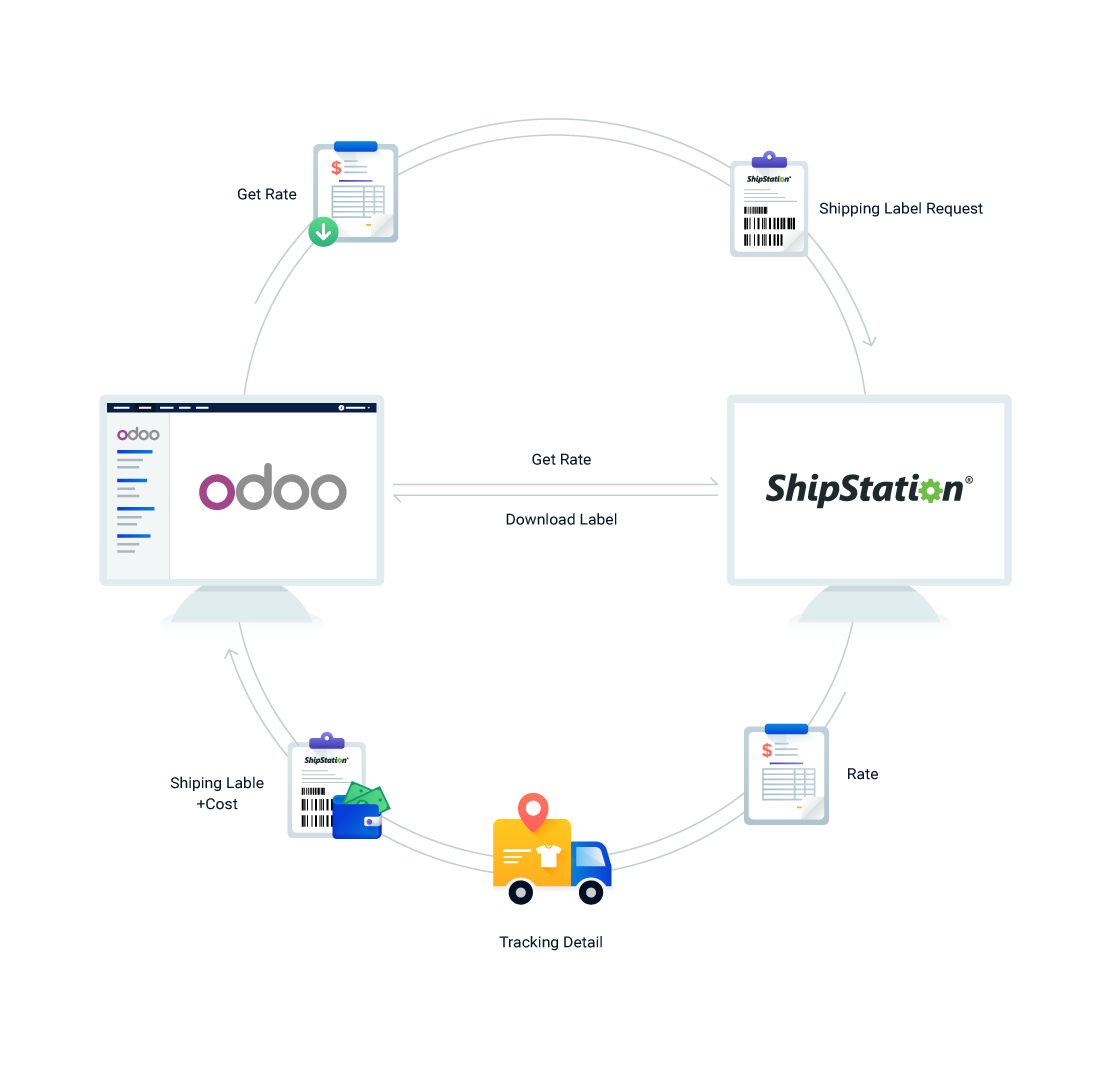 $
ShipStation®
Get Rate
Shipping Label Request
odoo
odoo
Get Rate
Download Label
ShipStation®
$
ShipStation®
Shiping Lable
+Cost
Rate
Tracking Detail